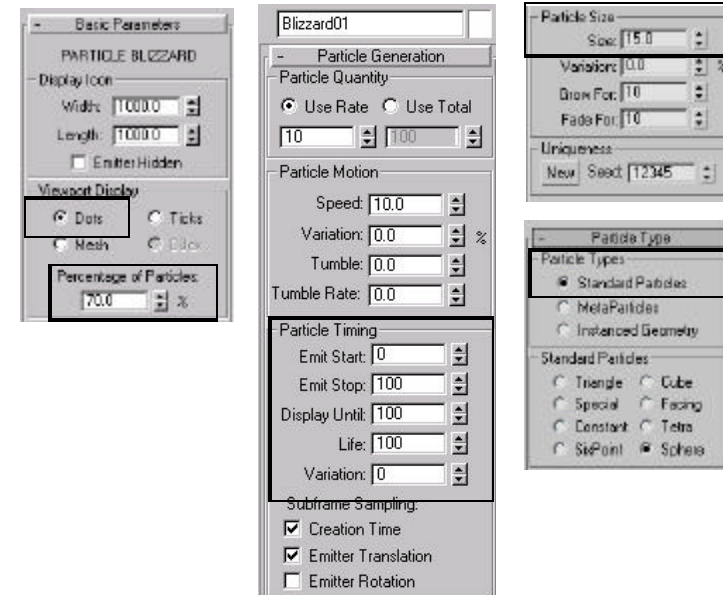 - Basic Parameters
PARTICLE BLIZZARD
Display Icon
Width: 1000.0
Length: 1000.0
Emitter Hidden
Viewport Display
Dots Ticks
Mesh
Percentage of Particles:
70.0 %
Blizzard01
- Particle Generation
Particle Quantity
Use Rate Use Total
10 100
Particle Motion
Speed: 10.0
Variation: 0.0 %
Tumble: 0.0
Tumble Rate: 0.0
Particle Timing
Emit Start: 0
Emit Stop: 100
Display Until: 100
Life: 100
Variation: 0
Subframe Sampling:
Creation Time
Emitter Translation
Emitter Rotation
Particle Size
Size: 15.0
Variation: 0.0 %
Grow For: 10
Fade For: 10
Uniqueness
New Seed: 12345
- Particle Type
Particle Types
Standard Particles
MetaParticles
Instanced Geometry
Standard Particles
Triangle Cube
Special Facing
Constant Tetra
SixPoint Sphere